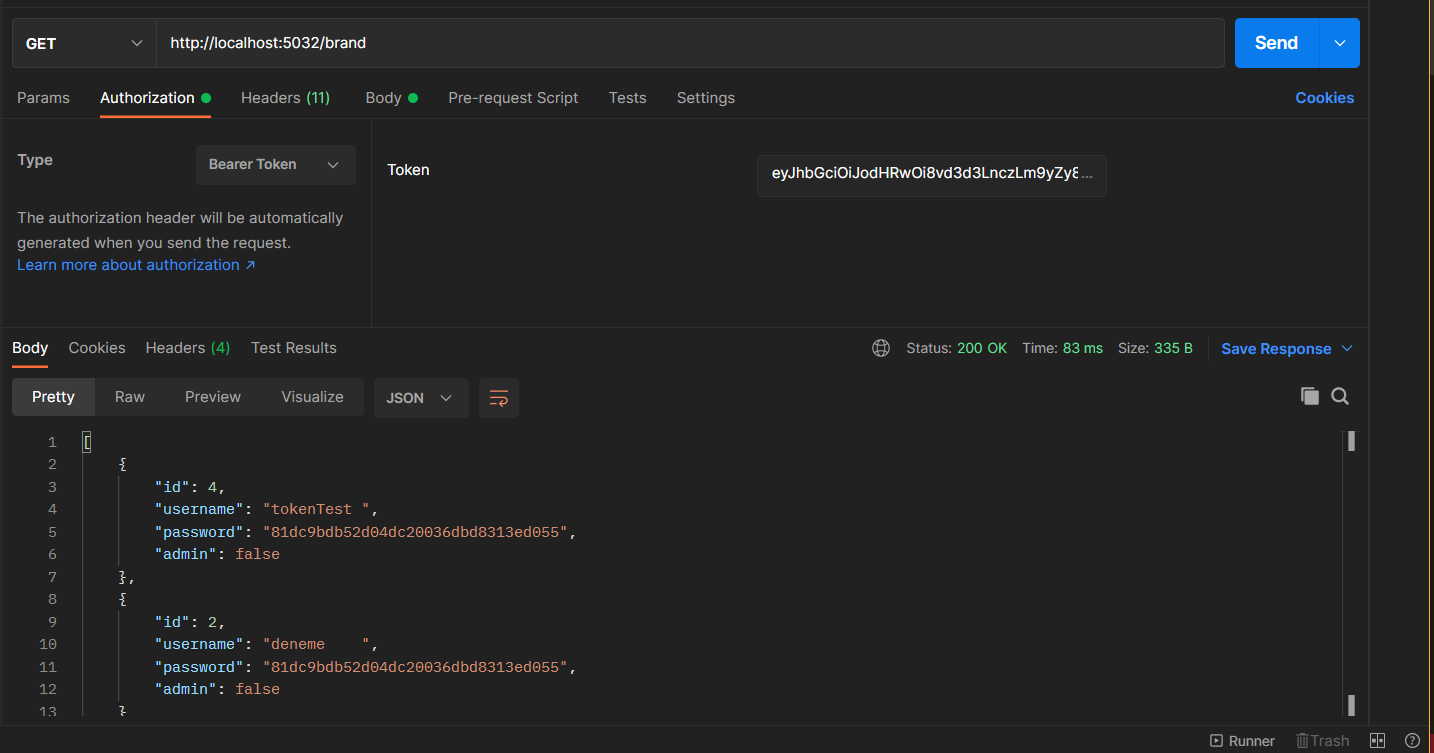 GET http://localhost:5032/brand Send
Params Authorization Headers (11) Body Pre-request Script Tests Settings Cookies
Type Bearer Token
Token eyJhbGciOiJodHRwOi8vd3d3LnczLm9yZy8...
The authorization header will be automatically
generated when you send the request.
Learn more about authorization ↗
Body Cookies Headers (4) Test Results Status: 200 OK Time: 83 ms Size: 335 B Save Response
Pretty Raw Preview Visualize JSON
1 [
2 {
3 "id": 4,
4 "username": "tokenTest ",
5 "password": "81dc9bdb52d04dc20036dbd8313ed055",
6 "admin": false
7 },
8 {
9 "id": 2,
10 "username": "deneme    ",
11 "password": "81dc9bdb52d04dc20036dbd8313ed055",
12 "admin": false
13 }
Runner Trash